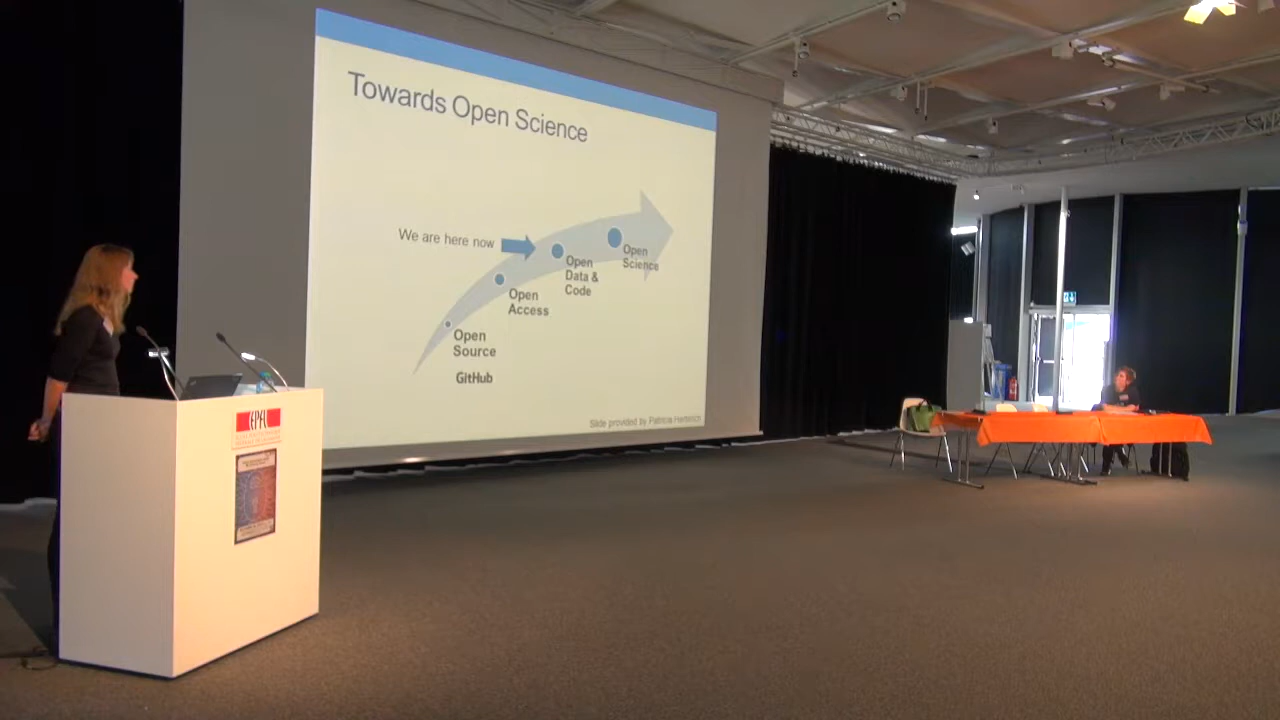 Towards Open Science
We are here now
Open
Science
Open
Data &
Code
Open
Access
Open
Source
GitHub
Slide provided by Patricia Herterich
EPFL